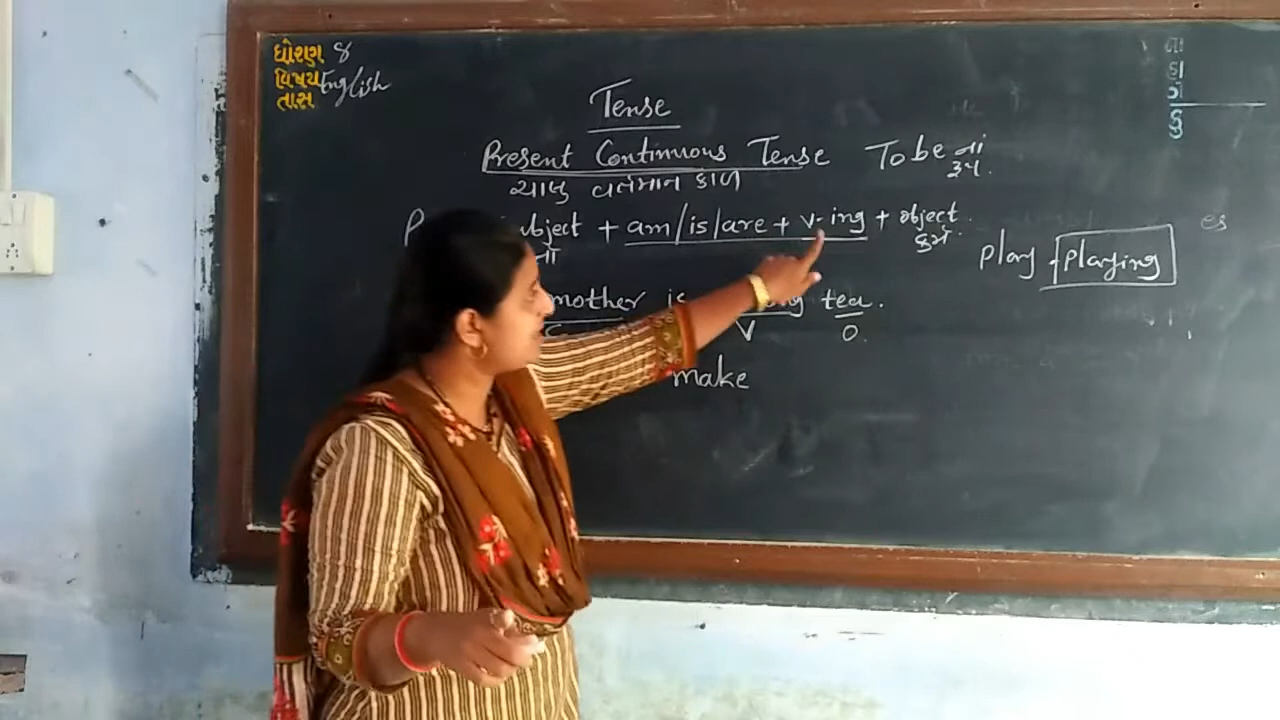 ધોરણ 8
વિષય English
તાસ
Tense
Present Continuous Tense To be નાં
રૂપ.
ચાલુ વર્તમાન કાળ
+ am/is/are + v-ing + object.
કર્મ.
play - playing
es
mother is tea.
V O.
make